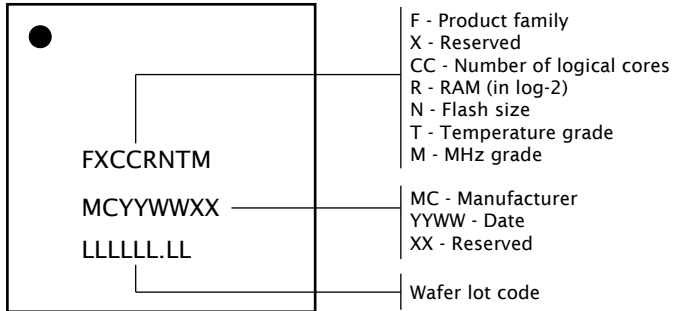 F - Product family
X - Reserved
CC - Number of logical cores
R - RAM (in log-2)
N - Flash size
T - Temperature grade
M - MHz grade
FXCCRNTM
MCYYWWXX
MC - Manufacturer
YYWW - Date
XX - Reserved
LLLLLL.LL
Wafer lot code